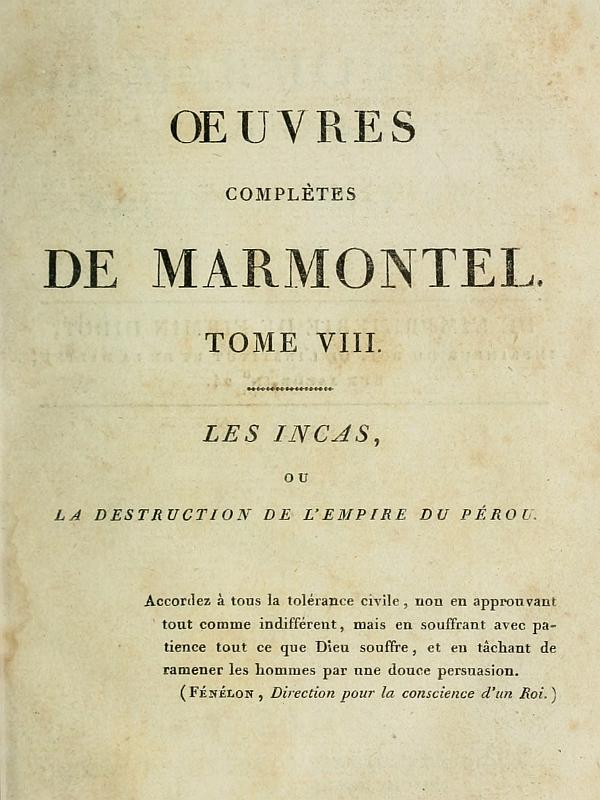 ŒUVRES
COMPLÈTES
DE MARMONTEL.
TOME VIII.
LES INCAS,
OU
LA DESTRUCTION DE L'EMPIRE DU PÉROU.
Accordez à tous la tolérance civile, non en approuvant
tout comme indifférent, mais en souffrant avec pa-
tience tout ce que Dieu souffre, et en tâchant de
ramener les hommes par une douce persuasion.
(FÉNÉLON, Direction pour la conscience d'un Roi.)